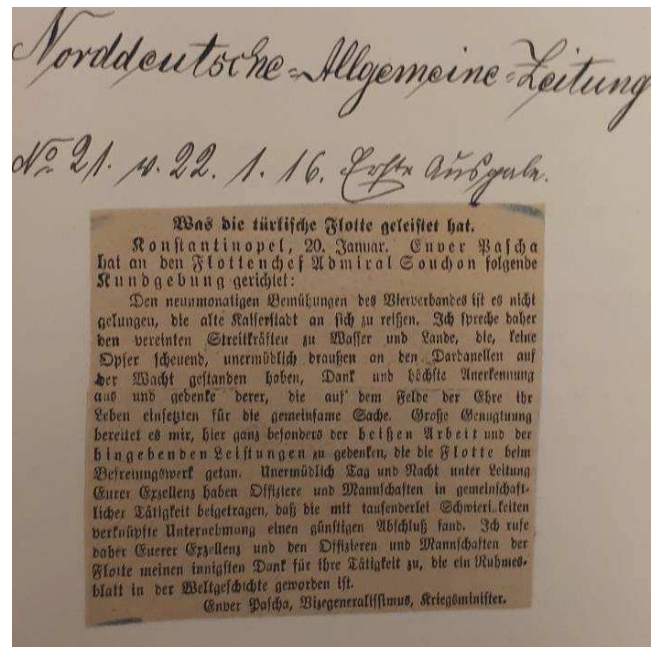 Norddeutsche=Allgemeine=Zeitung
No 21. v. 22. 1. 16. Erste Ausgabe.
Was die türkische Flotte geleistet hat.
Konstantinopel, 20. Januar. Enver Pascha
hat an den Flottenchef Admiral Souchon folgende
Kundgebung gerichtet:
Den neunmonatigen Bemühungen des Vierverbandes ist es nicht
gelungen, die alte Kaiserstadt an sich zu reißen. Ich spreche daher
den vereinten Streitkräften zu Wasser und Lande, die, keine
Opfer scheuend, unermüdlich draußen an den Dardanellen auf
der Wacht gestanden haben, Dank und höchste Anerkennung
aus und gedenke derer, die auf dem Felde der Ehre ihr
Leben einsetzten für die gemeinsame Sache. Große Genugtuung
bereitet es mir, hier ganz besonders der heißen Arbeit und der
hingebenden Leistungen zu gedenken, die die Flotte beim
Befreiungswerk getan. Unermüdlich Tag und Nacht unter Leitung
Eurer Exzellenz haben Offiziere und Mannschaften in gemeinschaft-
licher Tätigkeit beigetragen, daß die mit tausenderlei Schwierigkeiten
verknüpfte Unternehmung einen günstigen Abschluß fand. Ich rufe
daher Euerer Exzellenz und den Offizieren und Mannschaften der
Flotte meinen innigsten Dank für ihre Tätigkeit zu, die ein Ruhmes-
blatt in der Weltgeschichte geworden ist.
Enver Pascha, Vizegeneralissimus, Kriegsminister.